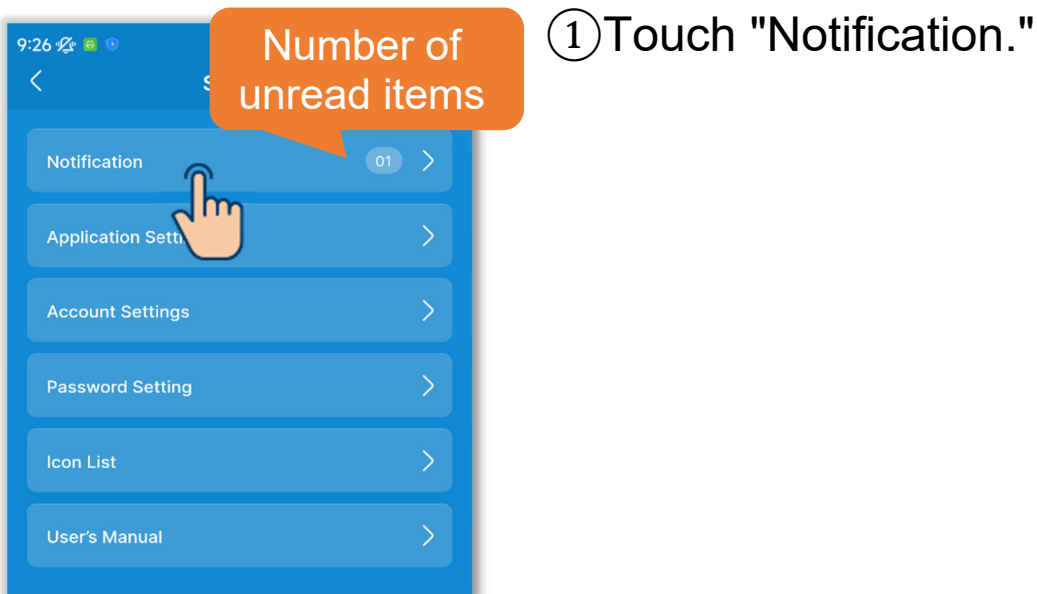 9:26
Number of
unread items
①Touch "Notification."
Notification
01
Application
Account Settings
Password Setting
Icon List
User's Manual